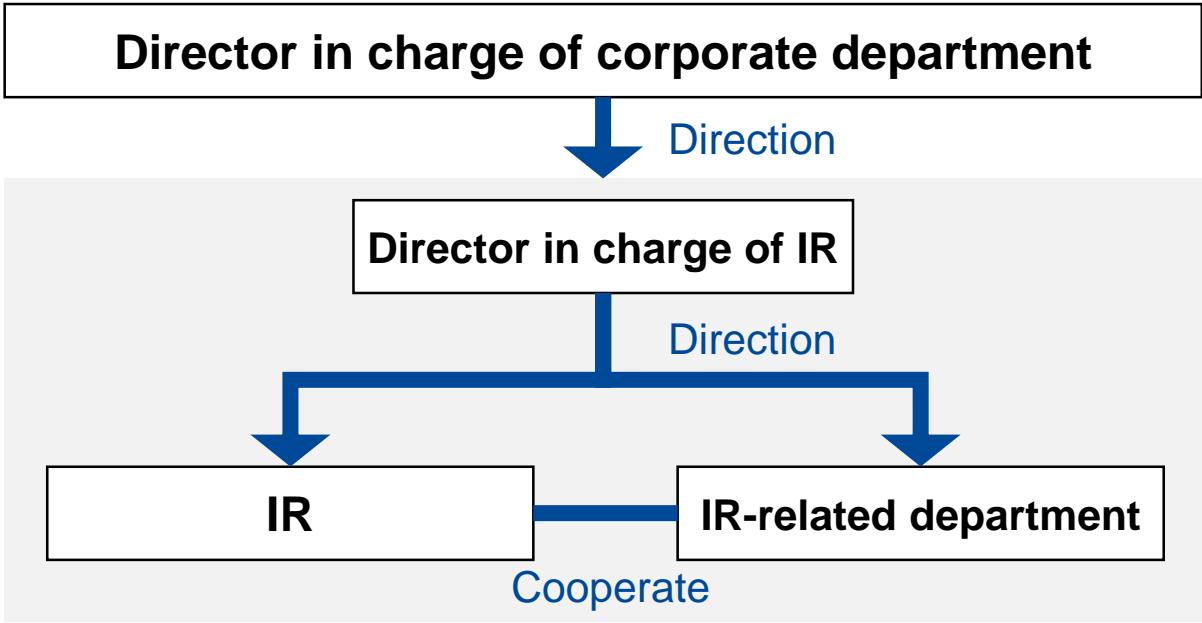 Director in charge of corporate department
Direction
Director in charge of IR
Direction
IR
IR-related department
Cooperate